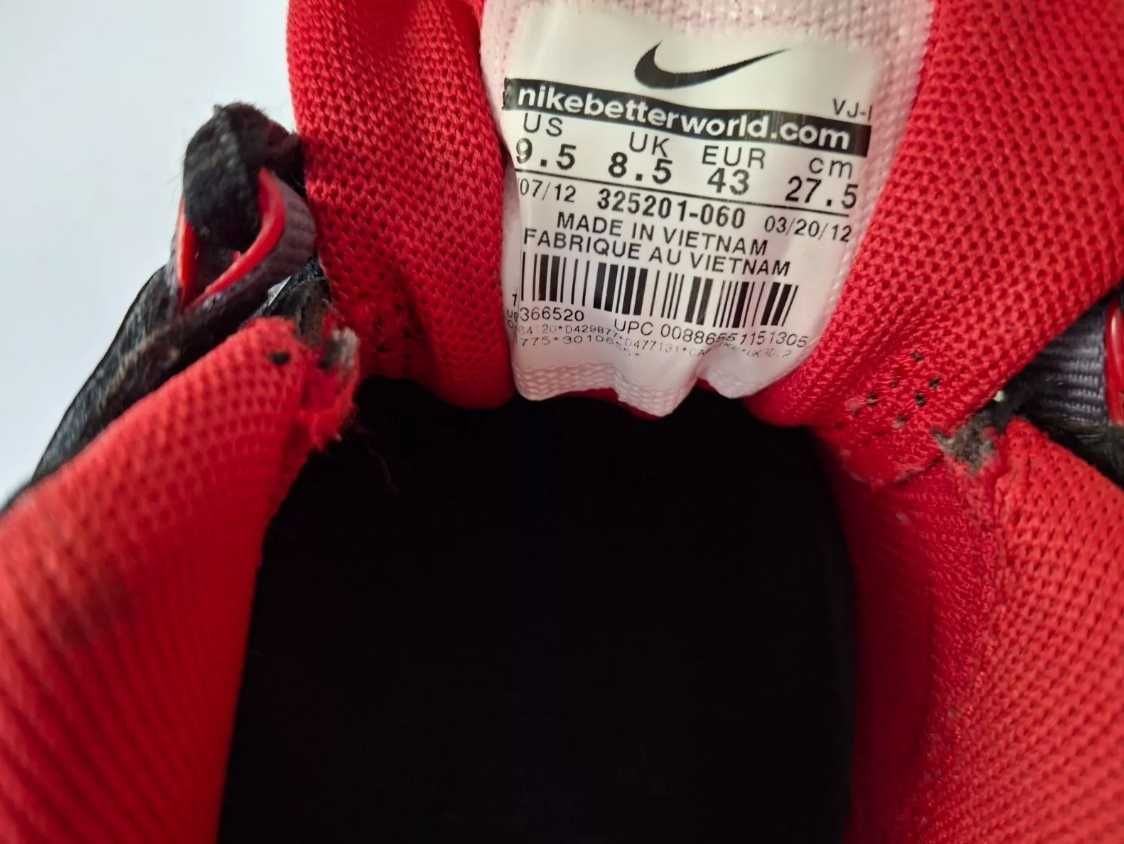 VJ-I
nikebetterworld.com
US UK EUR cm
9.5 8.5 43 27.5
07/12 325201-060 03/20/12
MADE IN VIETNAM
FABRIQUE AU VIETNAM
366520
UPC 00886551151305